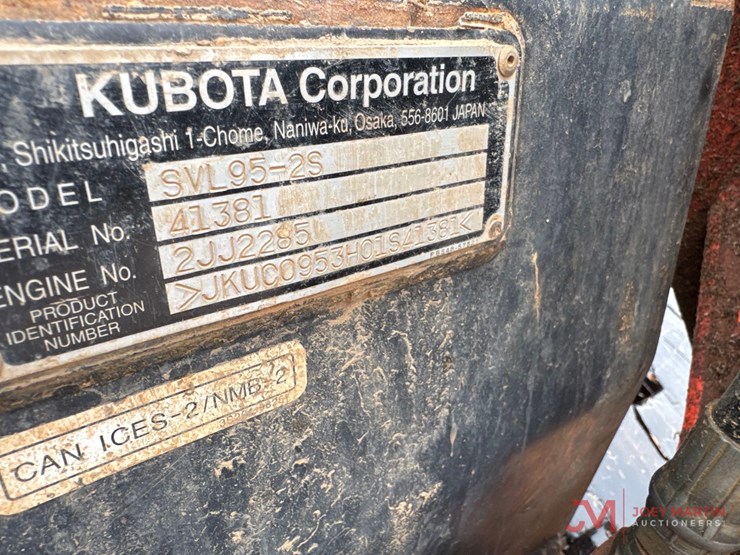 KUBOTA Corporation
, Shikitsuhigashi 1-Chome, Naniwa-ku, Osaka, 556-8601 JAPAN
ODEL SVL95-2S
ERIAL No. 41381
ENGINE No. 2JJ2285
PRODUCT IDENTIFICATION NUMBER >JKUC0953H01S41381<
CAN ICES-2/NMB-2
CM JOEY MARTIN
AUCTIONEERS